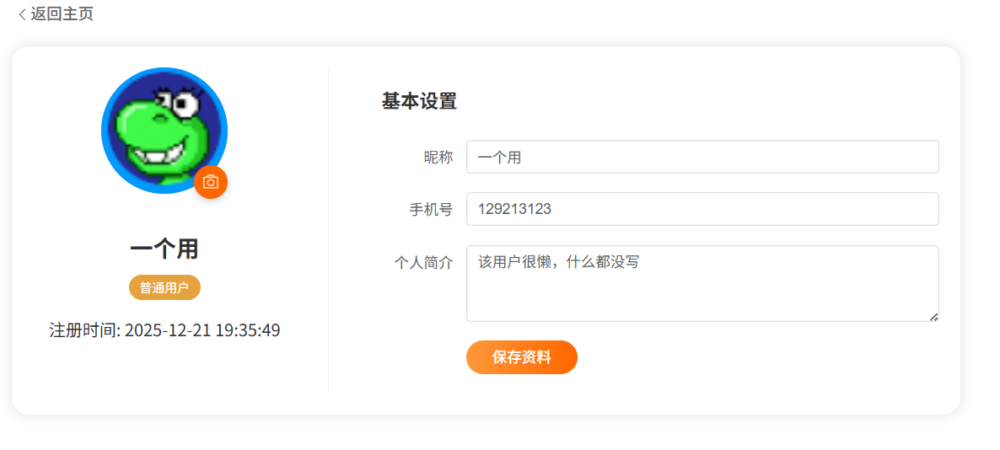 返回主页
一个用
普通用户
注册时间: 2025-12-21 19:35:49
基本设置
昵称 一个用
手机号 129213123
个人简介 该用户很懒，什么都没写
保存资料